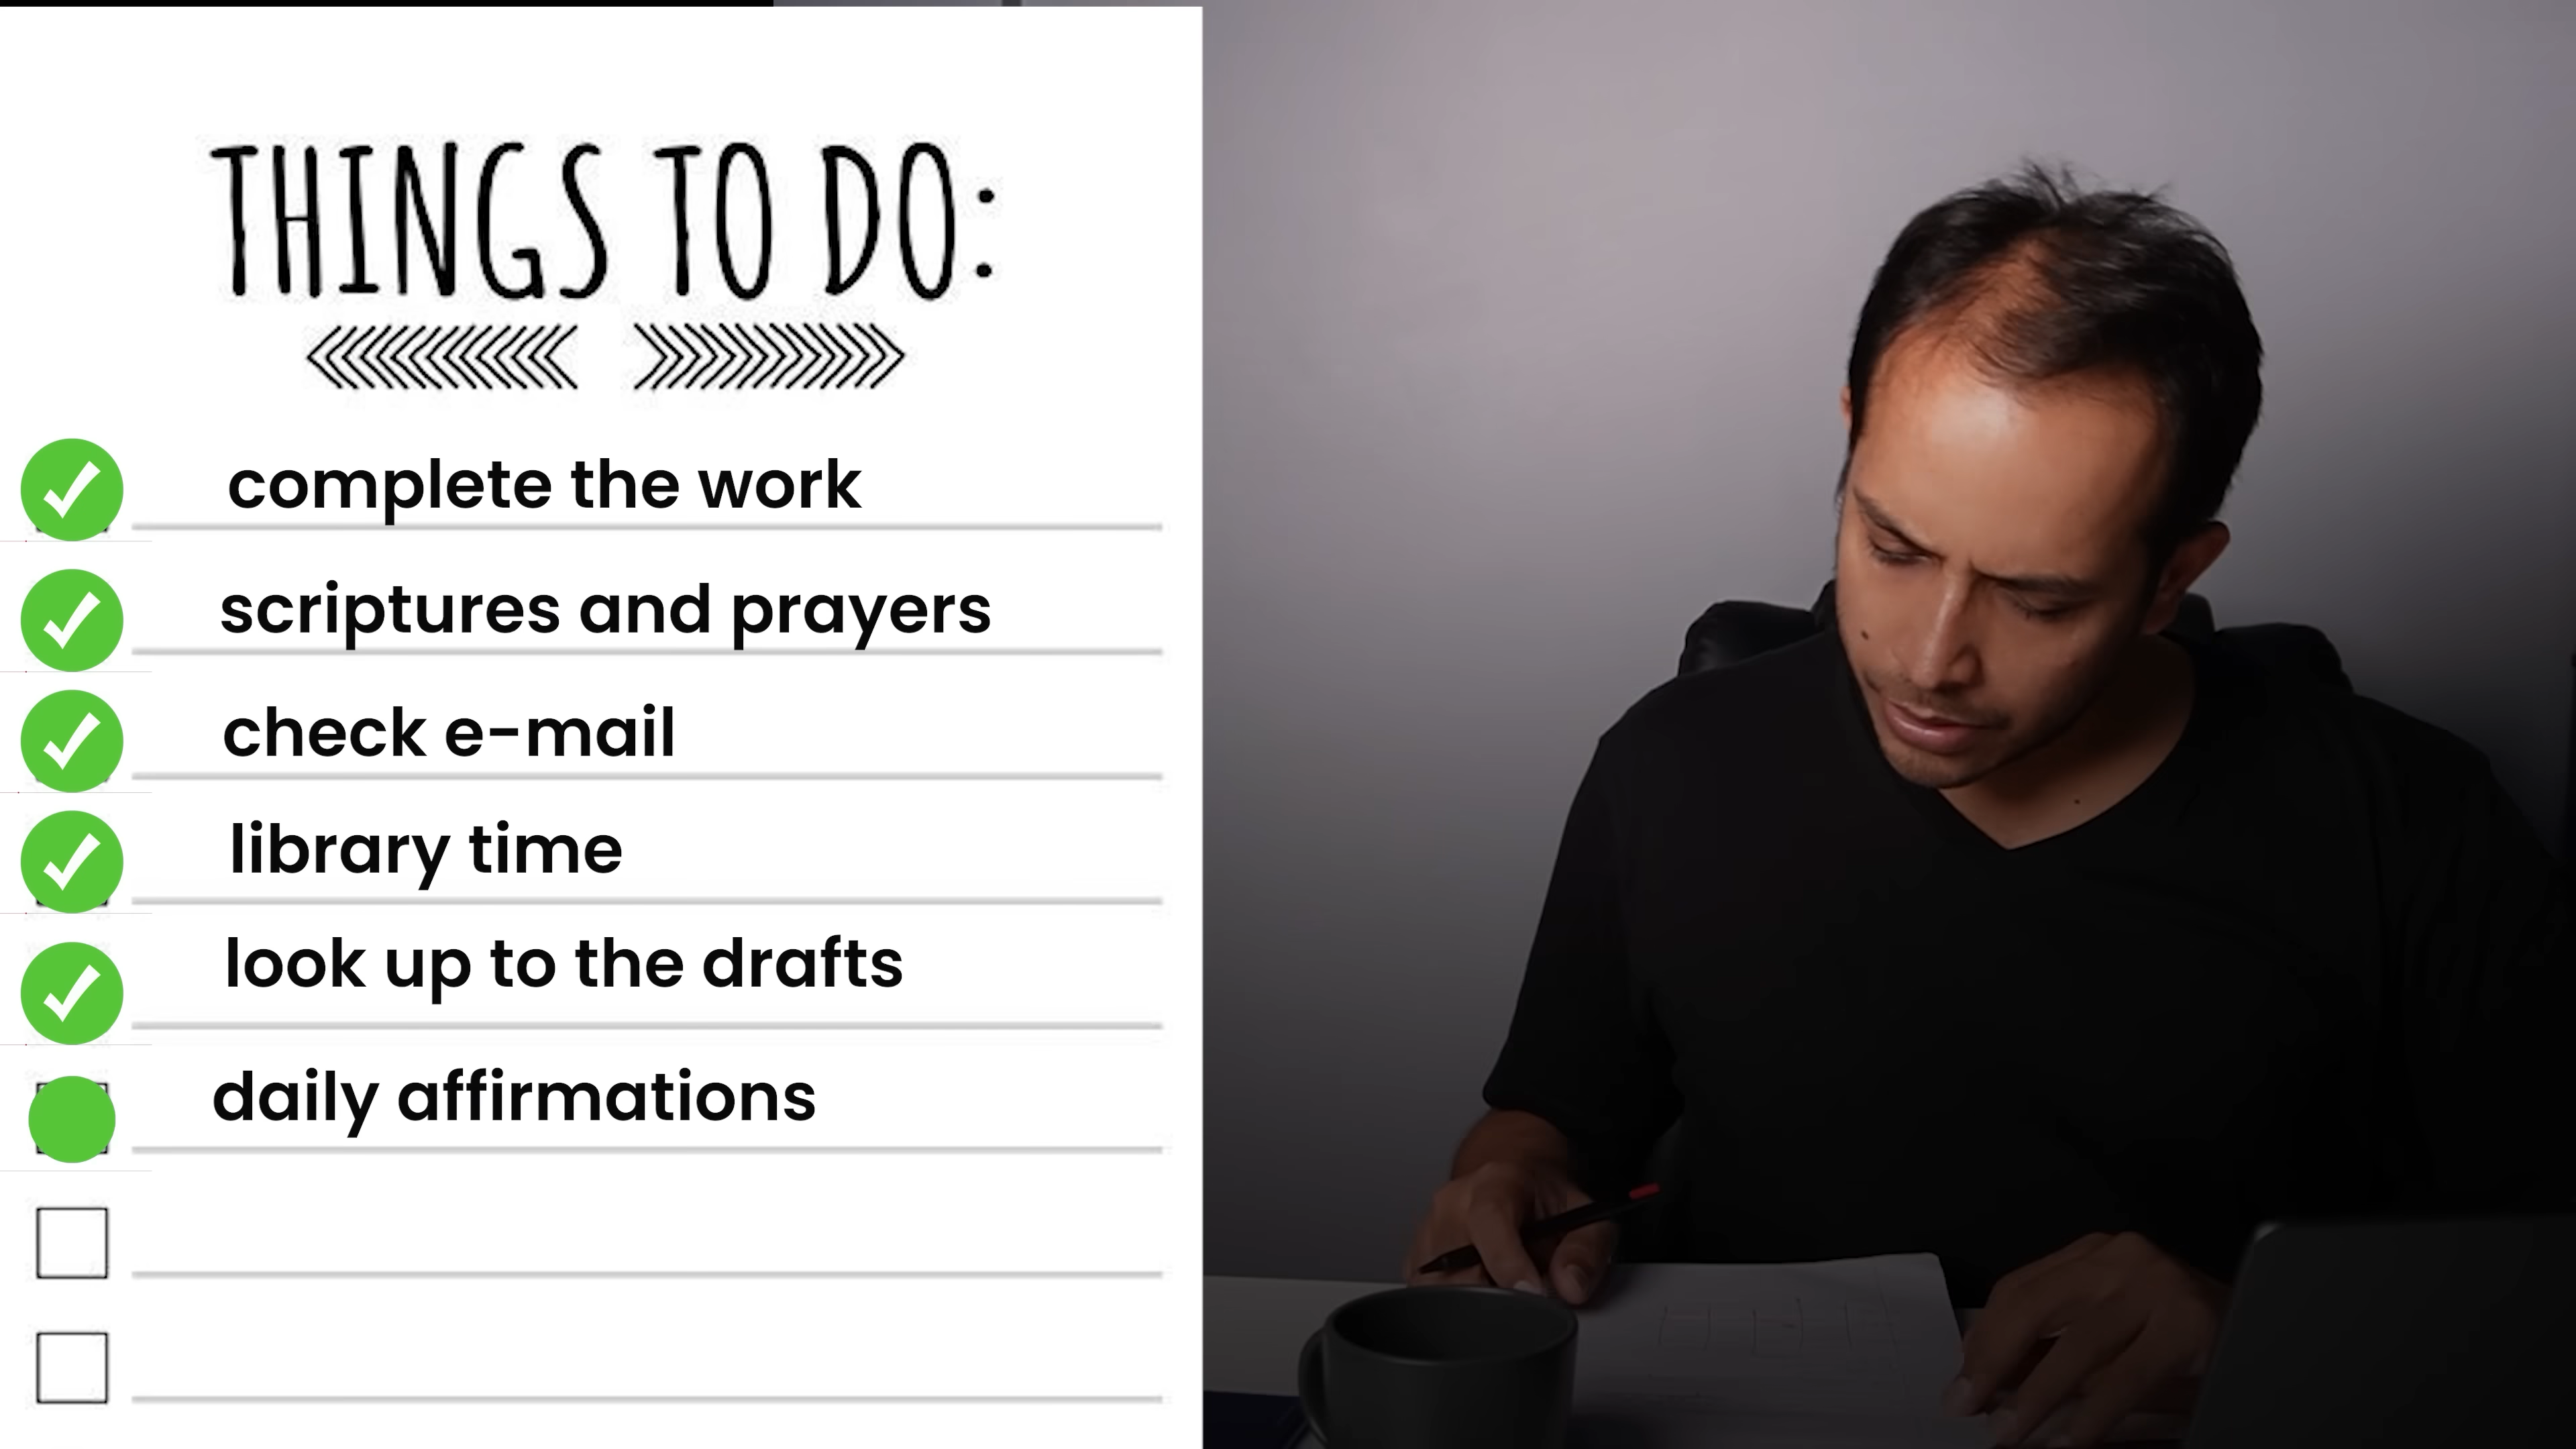 THINGS TO DO:
complete the work
scriptures and prayers
check e-mail
library time
look up to the drafts
daily affirmations